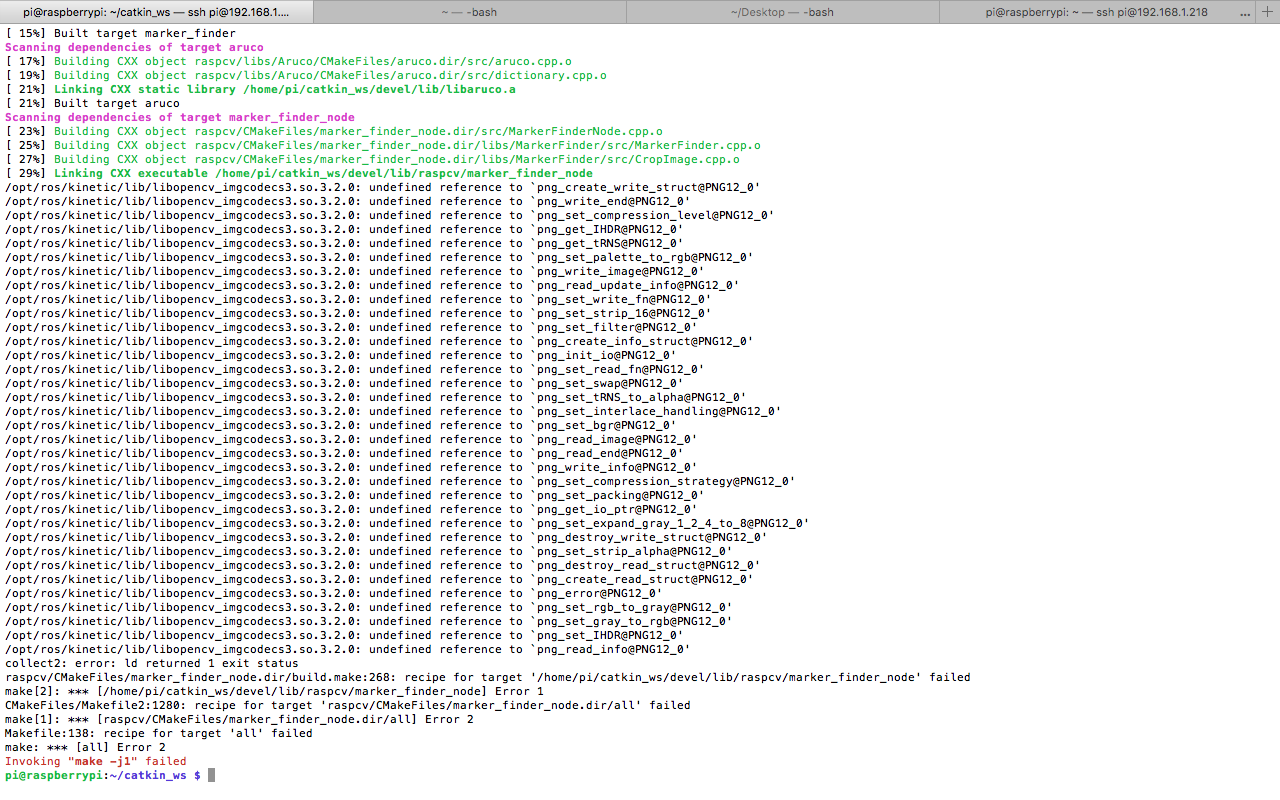 pi@raspberrypi: ~/catkin_ws — ssh pi@192.168.1....
~ — -bash
~/Desktop — -bash
pi@raspberrypi: ~ — ssh pi@192.168.1.218
...
[ 15%] Built target marker_finder
Scanning dependencies of target aruco
[ 17%] Building CXX object raspcv/libs/Aruco/CMakeFiles/aruco.dir/src/aruco.cpp.o
[ 19%] Building CXX object raspcv/libs/Aruco/CMakeFiles/aruco.dir/src/dictionary.cpp.o
[ 21%] Linking CXX static library /home/pi/catkin_ws/devel/lib/libaruco.a
[ 21%] Built target aruco
Scanning dependencies of target marker_finder_node
[ 23%] Building CXX object raspcv/CMakeFiles/marker_finder_node.dir/src/MarkerFinderNode.cpp.o
[ 25%] Building CXX object raspcv/CMakeFiles/marker_finder_node.dir/libs/MarkerFinder/src/MarkerFinder.cpp.o
[ 27%] Building CXX object raspcv/CMakeFiles/marker_finder_node.dir/libs/MarkerFinder/src/CropImage.cpp.o
[ 29%] Linking CXX executable /home/pi/catkin_ws/devel/lib/raspcv/marker_finder_node
/opt/ros/kinetic/lib/libopencv_imgcodecs3.so.3.2.0: undefined reference to `png_create_write_struct@PNG12_0'
/opt/ros/kinetic/lib/libopencv_imgcodecs3.so.3.2.0: undefined reference to `png_write_end@PNG12_0'
/opt/ros/kinetic/lib/libopencv_imgcodecs3.so.3.2.0: undefined reference to `png_set_compression_level@PNG12_0'
/opt/ros/kinetic/lib/libopencv_imgcodecs3.so.3.2.0: undefined reference to `png_get_IHDR@PNG12_0'
/opt/ros/kinetic/lib/libopencv_imgcodecs3.so.3.2.0: undefined reference to `png_get_tRNS@PNG12_0'
/opt/ros/kinetic/lib/libopencv_imgcodecs3.so.3.2.0: undefined reference to `png_set_palette_to_rgb@PNG12_0'
/opt/ros/kinetic/lib/libopencv_imgcodecs3.so.3.2.0: undefined reference to `png_write_image@PNG12_0'
/opt/ros/kinetic/lib/libopencv_imgcodecs3.so.3.2.0: undefined reference to `png_read_update_info@PNG12_0'
/opt/ros/kinetic/lib/libopencv_imgcodecs3.so.3.2.0: undefined reference to `png_set_write_fn@PNG12_0'
/opt/ros/kinetic/lib/libopencv_imgcodecs3.so.3.2.0: undefined reference to `png_set_strip_16@PNG12_0'
/opt/ros/kinetic/lib/libopencv_imgcodecs3.so.3.2.0: undefined reference to `png_set_filter@PNG12_0'
/opt/ros/kinetic/lib/libopencv_imgcodecs3.so.3.2.0: undefined reference to `png_create_info_struct@PNG12_0'
/opt/ros/kinetic/lib/libopencv_imgcodecs3.so.3.2.0: undefined reference to `png_init_io@PNG12_0'
/opt/ros/kinetic/lib/libopencv_imgcodecs3.so.3.2.0: undefined reference to `png_set_read_fn@PNG12_0'
/opt/ros/kinetic/lib/libopencv_imgcodecs3.so.3.2.0: undefined reference to `png_set_swap@PNG12_0'
/opt/ros/kinetic/lib/libopencv_imgcodecs3.so.3.2.0: undefined reference to `png_set_tRNS_to_alpha@PNG12_0'
/opt/ros/kinetic/lib/libopencv_imgcodecs3.so.3.2.0: undefined reference to `png_set_interlace_handling@PNG12_0'
/opt/ros/kinetic/lib/libopencv_imgcodecs3.so.3.2.0: undefined reference to `png_set_bgr@PNG12_0'
/opt/ros/kinetic/lib/libopencv_imgcodecs3.so.3.2.0: undefined reference to `png_read_image@PNG12_0'
/opt/ros/kinetic/lib/libopencv_imgcodecs3.so.3.2.0: undefined reference to `png_read_end@PNG12_0'
/opt/ros/kinetic/lib/libopencv_imgcodecs3.so.3.2.0: undefined reference to `png_write_info@PNG12_0'
/opt/ros/kinetic/lib/libopencv_imgcodecs3.so.3.2.0: undefined reference to `png_set_compression_strategy@PNG12_0'
/opt/ros/kinetic/lib/libopencv_imgcodecs3.so.3.2.0: undefined reference to `png_set_packing@PNG12_0'
/opt/ros/kinetic/lib/libopencv_imgcodecs3.so.3.2.0: undefined reference to `png_get_io_ptr@PNG12_0'
/opt/ros/kinetic/lib/libopencv_imgcodecs3.so.3.2.0: undefined reference to `png_set_expand_gray_1_2_4_to_8@PNG12_0'
/opt/ros/kinetic/lib/libopencv_imgcodecs3.so.3.2.0: undefined reference to `png_destroy_write_struct@PNG12_0'
/opt/ros/kinetic/lib/libopencv_imgcodecs3.so.3.2.0: undefined reference to `png_set_strip_alpha@PNG12_0'
/opt/ros/kinetic/lib/libopencv_imgcodecs3.so.3.2.0: undefined reference to `png_destroy_read_struct@PNG12_0'
/opt/ros/kinetic/lib/libopencv_imgcodecs3.so.3.2.0: undefined reference to `png_create_read_struct@PNG12_0'
/opt/ros/kinetic/lib/libopencv_imgcodecs3.so.3.2.0: undefined reference to `png_error@PNG12_0'
/opt/ros/kinetic/lib/libopencv_imgcodecs3.so.3.2.0: undefined reference to `png_set_rgb_to_gray@PNG12_0'
/opt/ros/kinetic/lib/libopencv_imgcodecs3.so.3.2.0: undefined reference to `png_set_gray_to_rgb@PNG12_0'
/opt/ros/kinetic/lib/libopencv_imgcodecs3.so.3.2.0: undefined reference to `png_set_IHDR@PNG12_0'
/opt/ros/kinetic/lib/libopencv_imgcodecs3.so.3.2.0: undefined reference to `png_read_info@PNG12_0'
collect2: error: ld returned 1 exit status
raspcv/CMakeFiles/marker_finder_node.dir/build.make:268: recipe for target '/home/pi/catkin_ws/devel/lib/raspcv/marker_finder_node' failed
make[2]: *** [/home/pi/catkin_ws/devel/lib/raspcv/marker_finder_node] Error 1
CMakeFiles/Makefile2:1280: recipe for target 'raspcv/CMakeFiles/marker_finder_node.dir/all' failed
make[1]: *** [raspcv/CMakeFiles/marker_finder_node.dir/all] Error 2
Makefile:138: recipe for target 'all' failed
make: *** [all] Error 2
Invoking "make -j1" failed
pi@raspberrypi:~/catkin_ws $